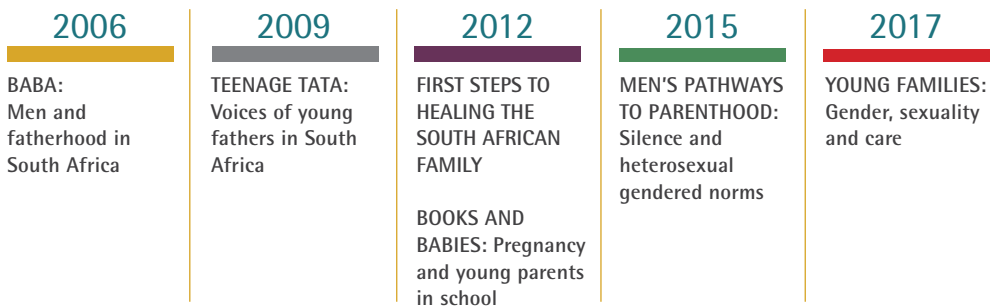 2006
BABA:
Men and
fatherhood in
South Africa
2009
TEENAGE TATA:
Voices of young
fathers in South
Africa
2012
FIRST STEPS TO
HEALING THE
SOUTH AFRICAN
FAMILY
BOOKS AND
BABIES: Pregnancy
and young parents
in school
2015
MEN'S PATHWAYS
TO PARENTHOOD:
Silence and
heterosexual
gendered norms
2017
YOUNG FAMILIES:
Gender, sexuality
and care